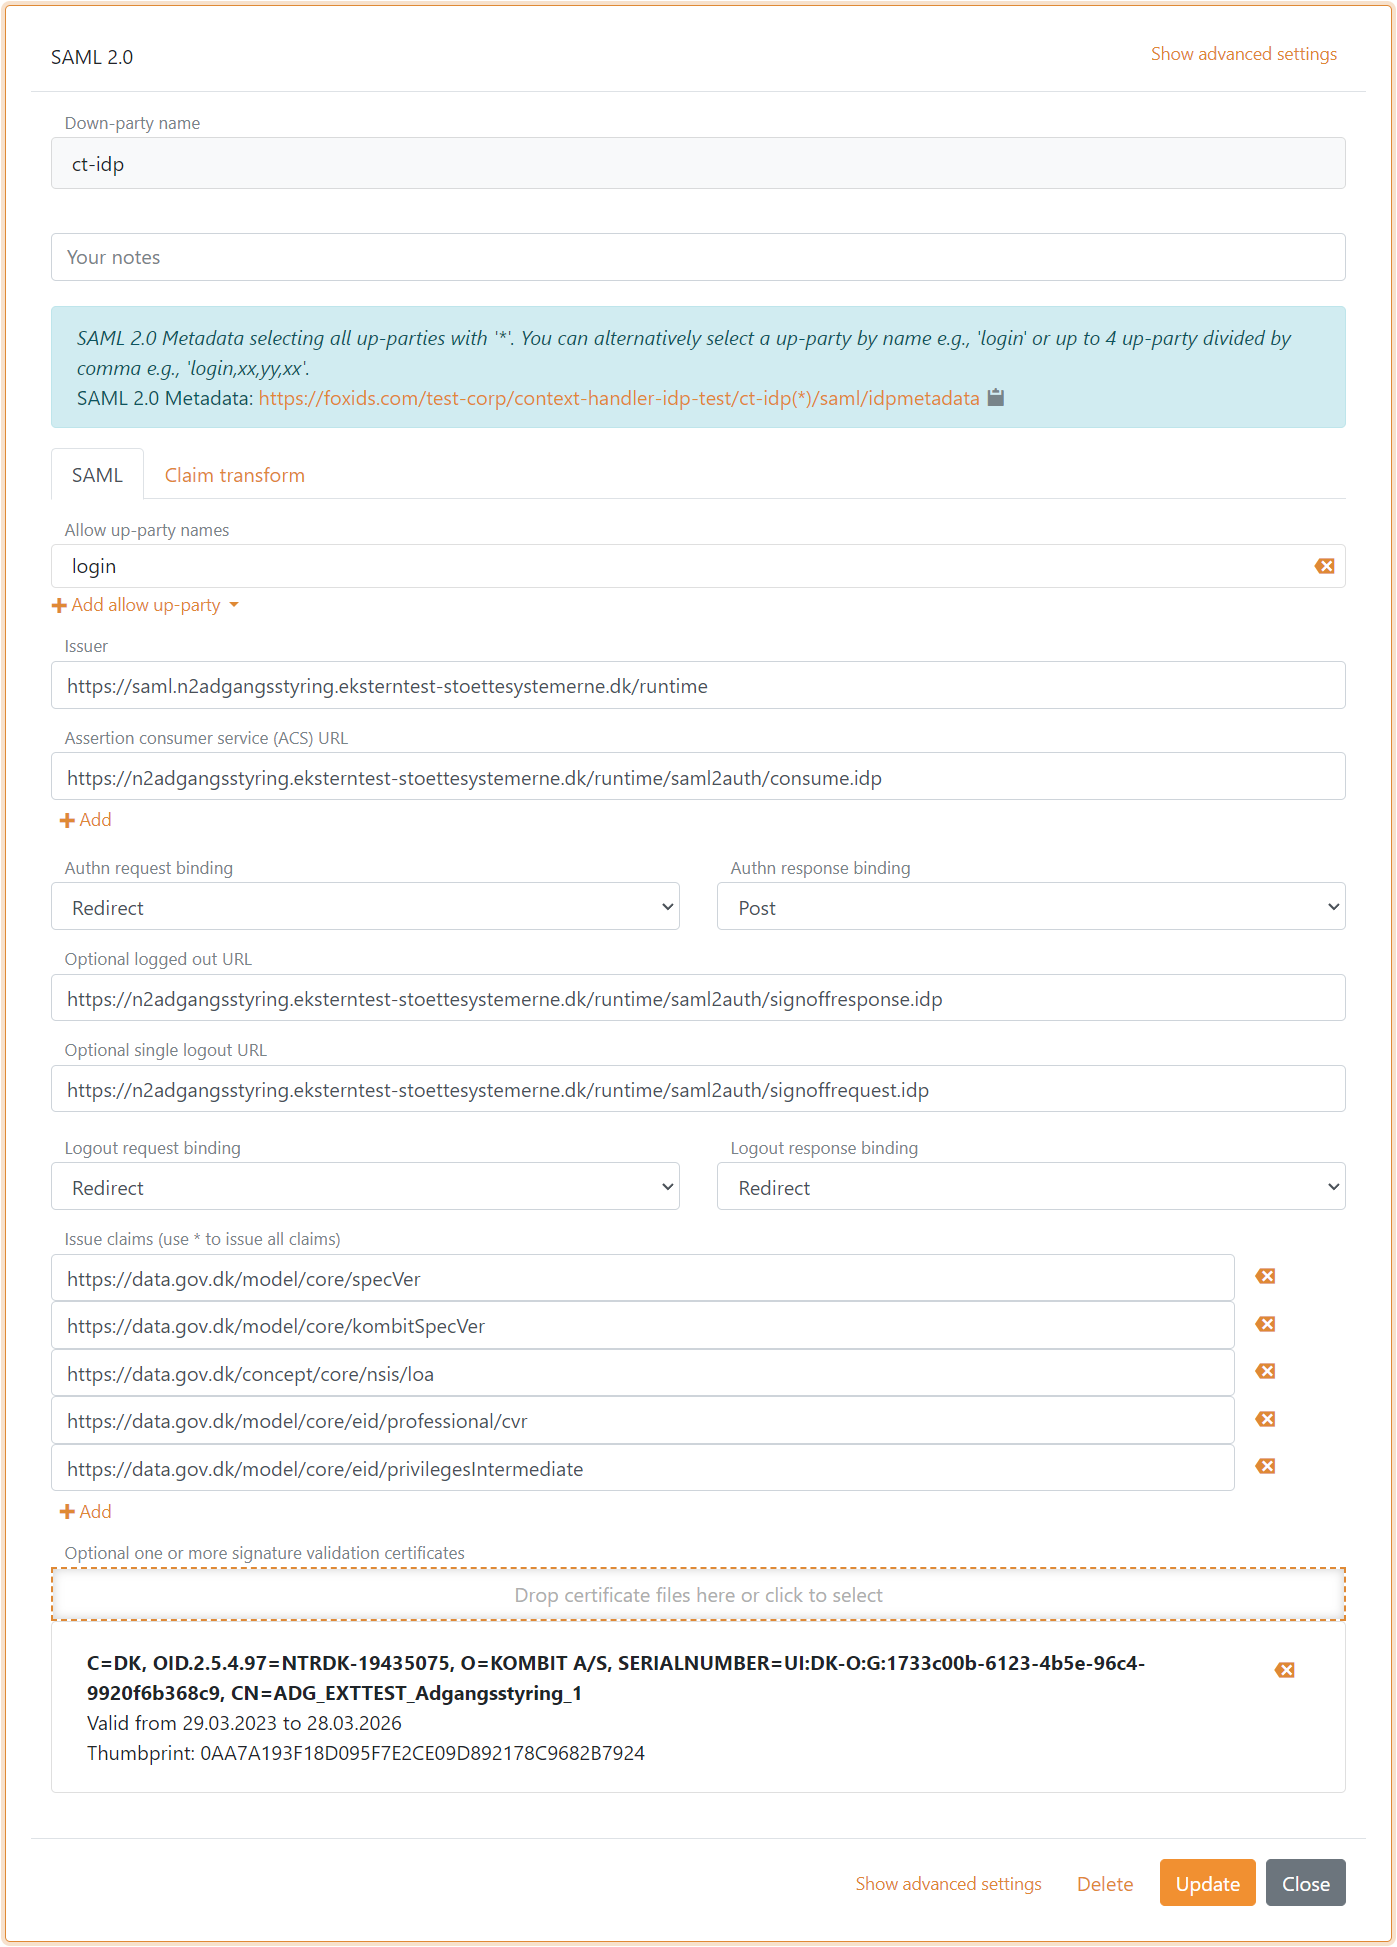 SAML 2.0
Show advanced settings
Down-party name
ct-idp
Your notes
SAML 2.0 Metadata selecting all up-parties with '*'. You can alternatively select a up-party by name e.g., 'login' or up to 4 up-party divided by
comma e.g., 'login,xx,yy,xx'.
SAML 2.0 Metadata: https://foxids.com/test-corp/context-handler-idp-test/ct-idp(*)/saml/idpmetadata
SAML
Claim transform
Allow up-party names
login
Add allow up-party
Issuer
https://saml.n2adgangsstyring.eksterntest-stoettesystemerne.dk/runtime
Assertion consumer service (ACS) URL
https://n2adgangsstyring.eksterntest-stoettesystemerne.dk/runtime/saml2auth/consume.idp
Add
Authn request binding
Authn response binding
Redirect
Post
Optional logged out URL
https://n2adgangsstyring.eksterntest-stoettesystemerne.dk/runtime/saml2auth/signoffresponse.idp
Optional single logout URL
https://n2adgangsstyring.eksterntest-stoettesystemerne.dk/runtime/saml2auth/signoffrequest.idp
Logout request binding
Logout response binding
Redirect
Redirect
Issue claims (use * to issue all claims)
https://data.gov.dk/model/core/specVer
https://data.gov.dk/model/core/kombitSpecVer
https://data.gov.dk/concept/core/nsis/loa
https://data.gov.dk/model/core/eid/professional/cvr
https://data.gov.dk/model/core/eid/privilegesIntermediate
Add
Optional one or more signature validation certificates
Drop certificate files here or click to select
C=DK, OID.2.5.4.97=NTRDK-19435075, O=KOMBIT A/S, SERIALNUMBER=UI:DK-O:G:1733c00b-6123-4b5e-96c4-
9920f6b368c9, CN=ADG_EXTTEST_Adgangsstyring_1
Valid from 29.03.2023 to 28.03.2026
Thumbprint: 0AA7A193F18D095F7E2CE09D892178C9682B7924
Show advanced settings
Delete
Update
Close